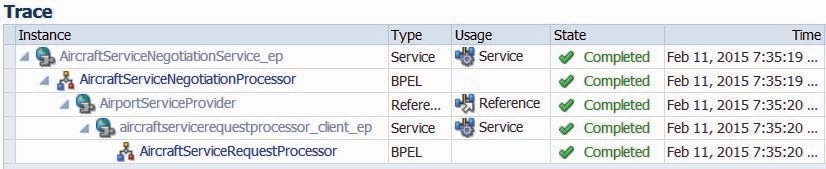 Trace
Instance Type Usage State Time
AircraftServiceNegotiationService_ep Service Service Completed Feb 11, 2015 7:35:19 ...
AircraftServiceNegotiationProcessor BPEL Completed Feb 11, 2015 7:35:19 ...
AirportServiceProvider Refere... Reference Completed Feb 11, 2015 7:35:20 ...
aircraftservicerequestprocessor_client_ep Service Service Completed Feb 11, 2015 7:35:20 ...
AircraftServiceRequestProcessor BPEL Completed Feb 11, 2015 7:35:20 ...